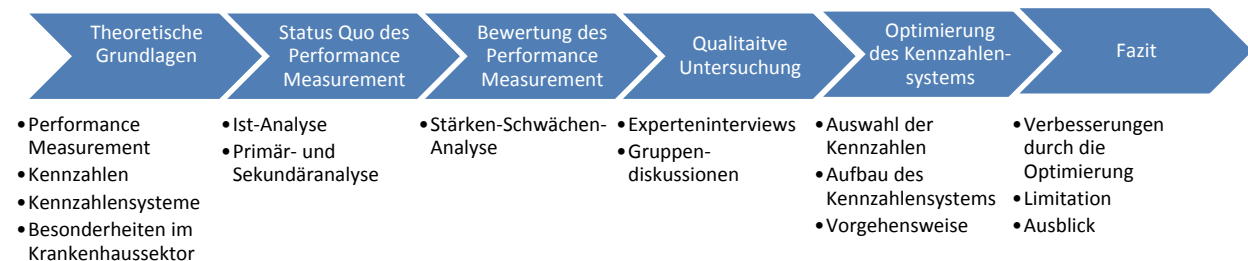 Theoretische
Grundlagen
Status Quo des
Performance
Measurement
Bewertung des
Performance
Measurement
Qualitaitve
Untersuchung
Optimierung
des Kennzahlen-
systems
Fazit
•Performance
Measurement
•Kennzahlen
•Kennzahlensysteme
•Besonderheiten im
Krankenhaussektor
•Ist-Analyse
•Primär- und
Sekundäranalyse
•Stärken-Schwächen-
Analyse
•Experteninterviews
•Gruppen-
diskussionen
•Auswahl der
Kennzahlen
•Aufbau des
Kennzahlensystems
•Vorgehensweise
•Verbesserungen
durch die
Optimierung
•Limitation
•Ausblick